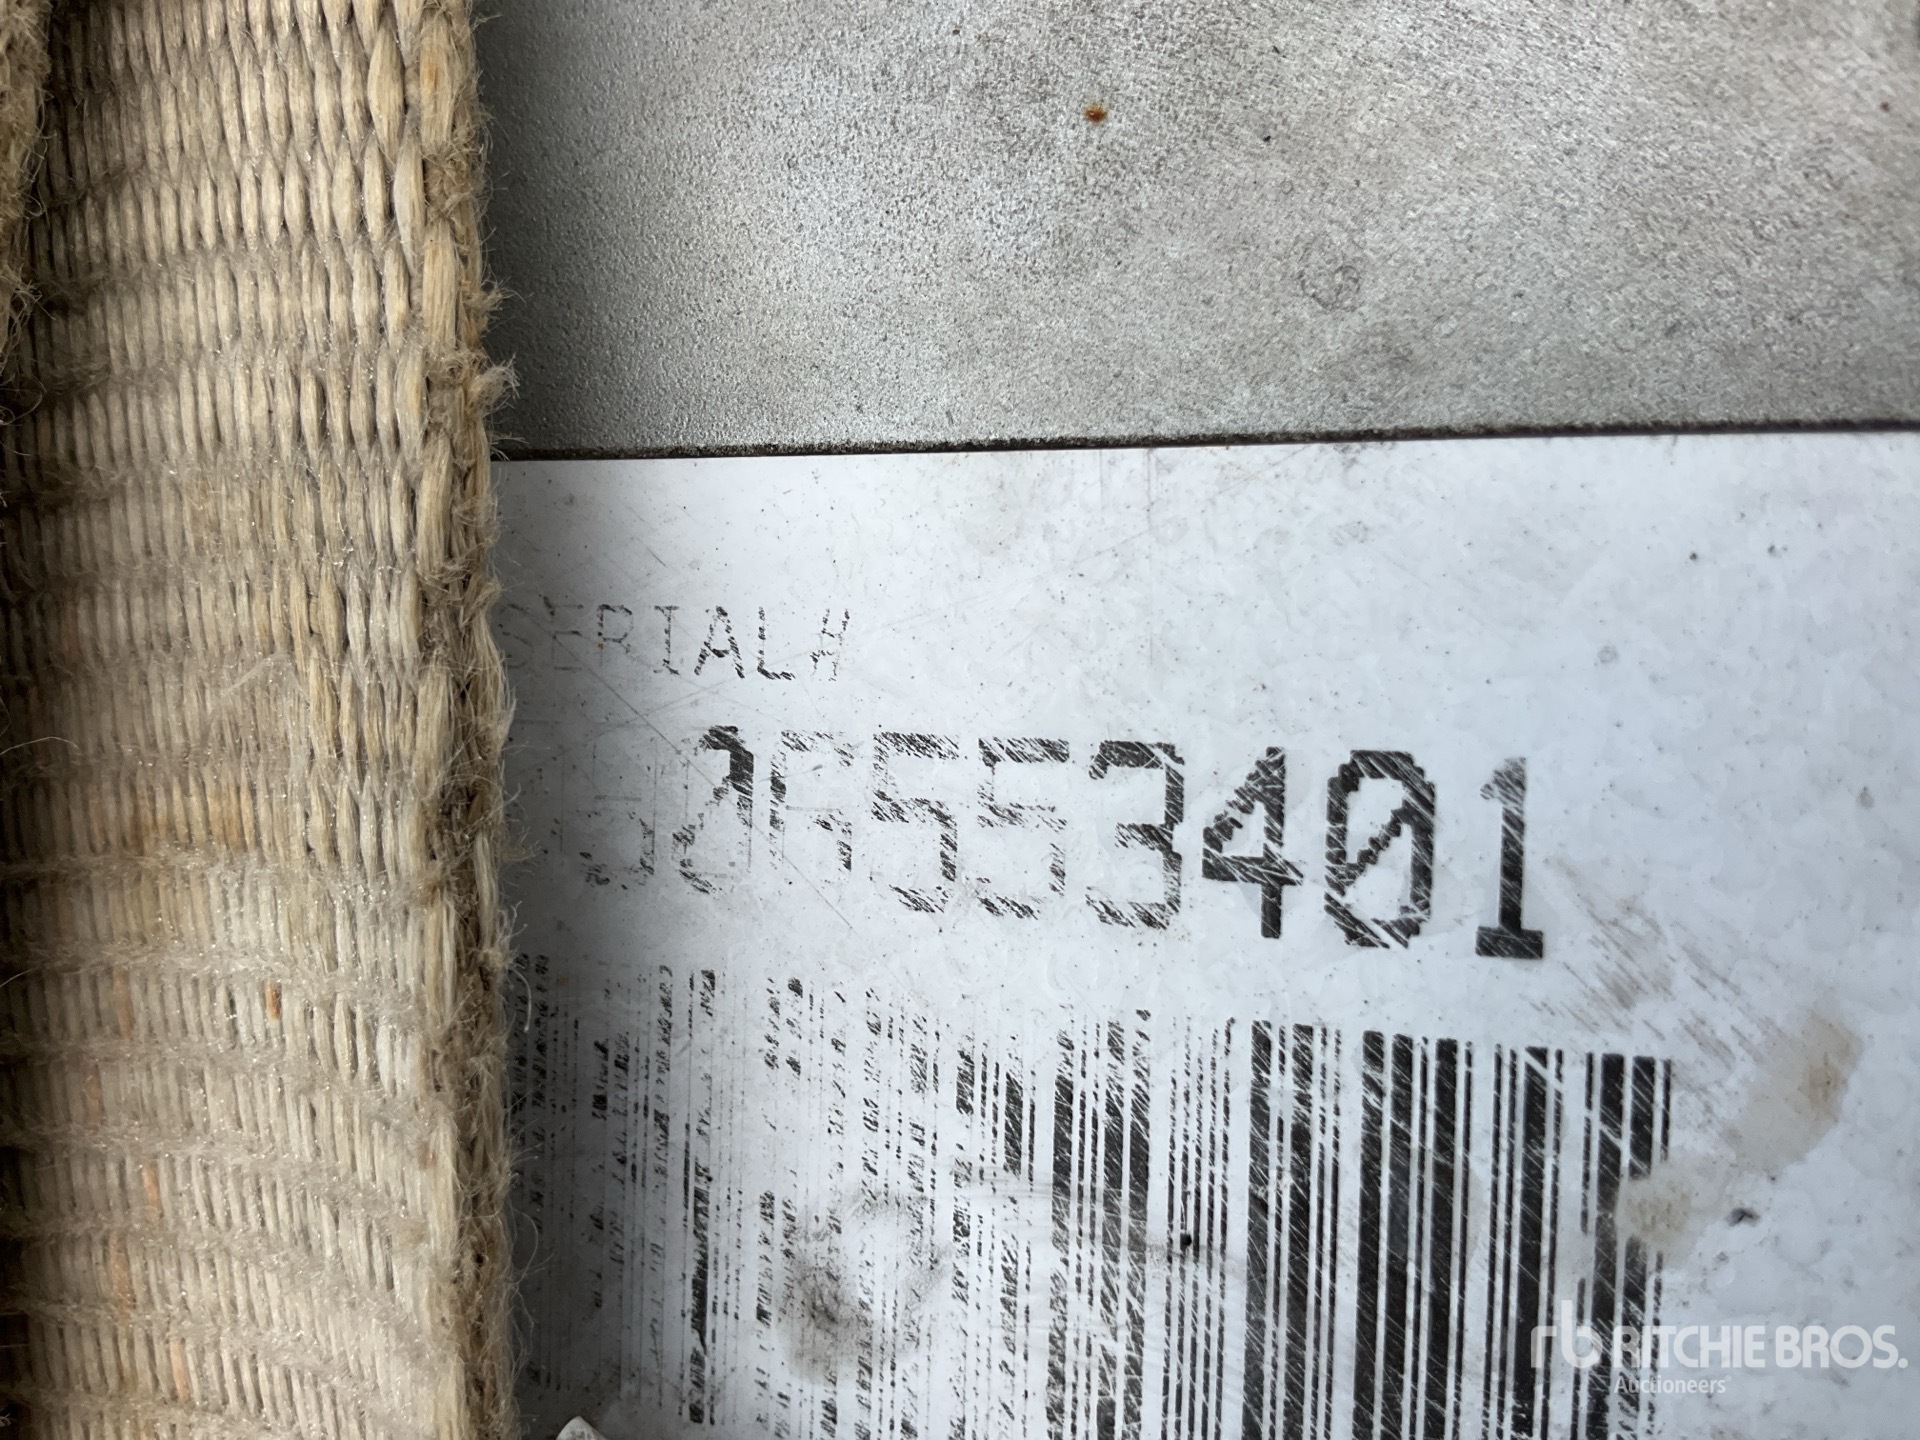 SERIAL#
553401
RITCHIE BROS.
Auctioneers